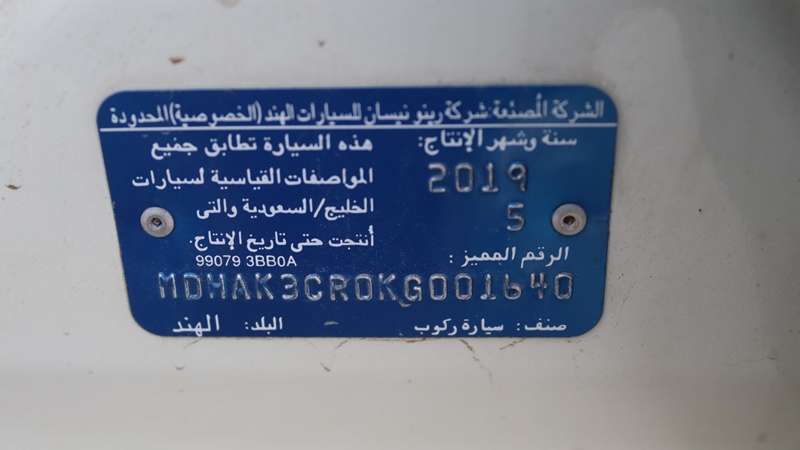 الشركة المصنعة: شركة رينو نيسان للسيارات الهند (الخصوصية) المحدودة
سنة وشهر الإنتاج:
2019
5
هذه السيارة تطابق جميع
المواصفات القياسية لسيارات
الخليج/السعودية والتى
أنتجت حتى تاريخ الإنتاج.
99079 3BB0A
الرقم المميز :
MDHAK3CR0KG001640
صنف: سيارة ركوب
البلد: الهند